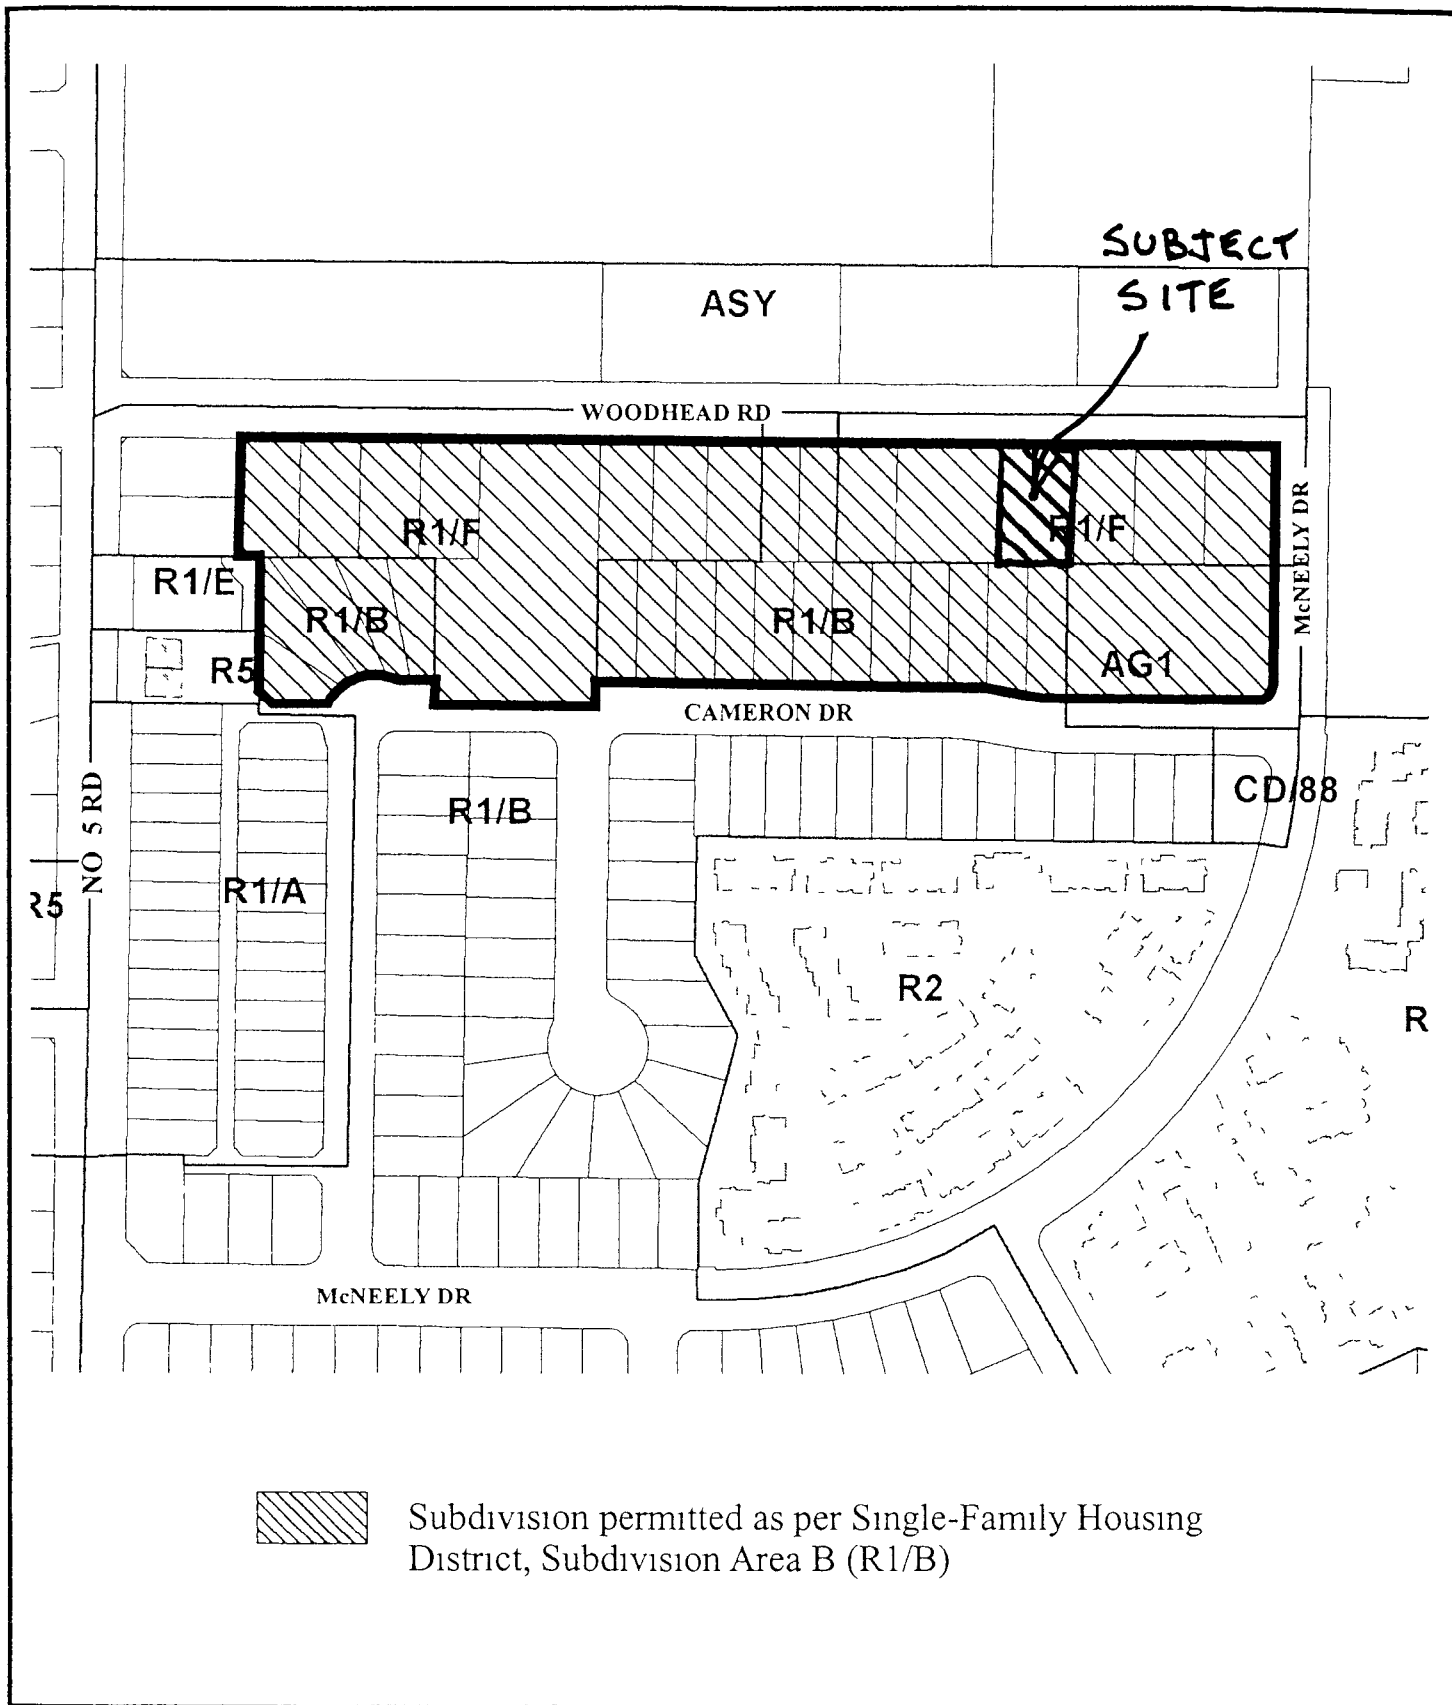 SUBJECT
SITE
ASY
WOODHEAD RD
R1/F
R1/F
McNEELY DR
R1/E
R1/B
R1/B
R5
AG1
CAMERON DR
NO 5 RD
R1/B
CD/88
R1/A
R5
R2
R
McNEELY DR
Subdivision permitted as per Single-Family Housing
District, Subdivision Area B (R1/B)